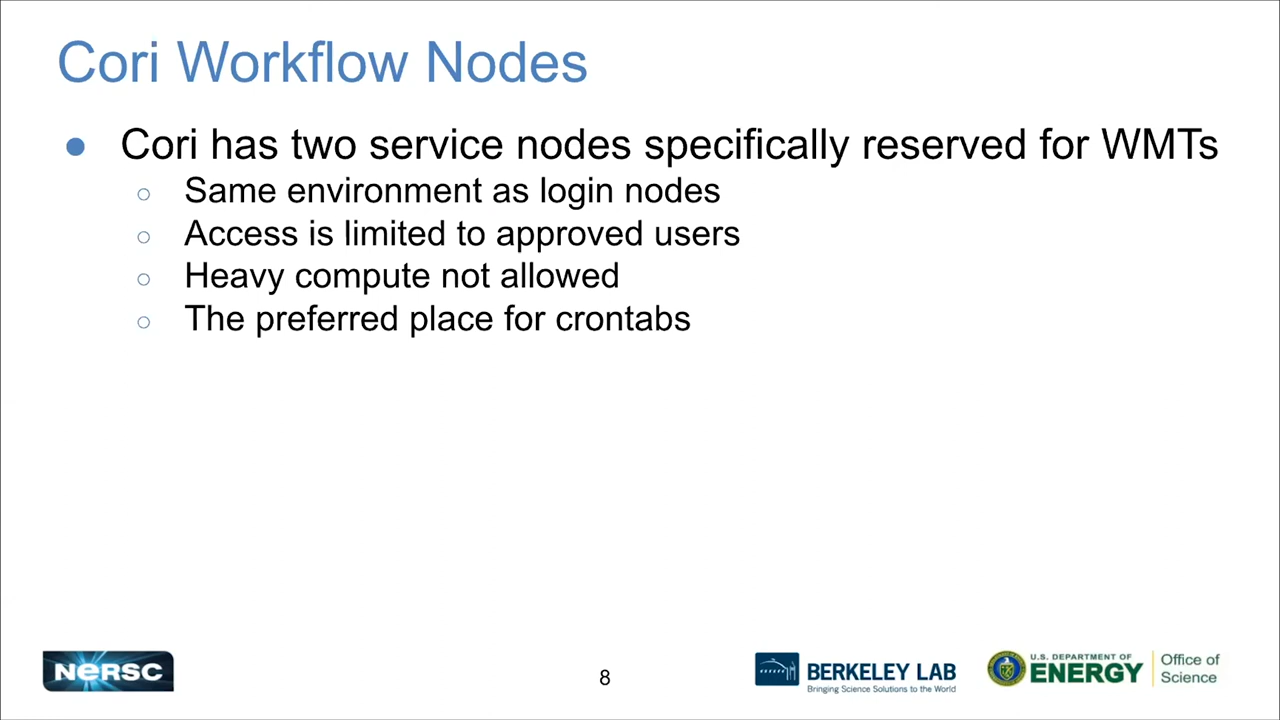 Cori Workflow Nodes
● Cori has two service nodes specifically reserved for WMTs
○ Same environment as login nodes
○ Access is limited to approved users
○ Heavy compute not allowed
○ The preferred place for crontabs
NERSC
8
BERKELEY LAB
Bringing Science Solutions to the World
U.S. DEPARTMENT OF
ENERGY
Office of
Science